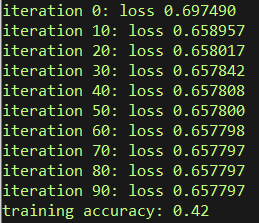 iteration 0: loss 0.697490
iteration 10: loss 0.658957
iteration 20: loss 0.658017
iteration 30: loss 0.657842
iteration 40: loss 0.657808
iteration 50: loss 0.657800
iteration 60: loss 0.657798
iteration 70: loss 0.657797
iteration 80: loss 0.657797
iteration 90: loss 0.657797
training accuracy: 0.42